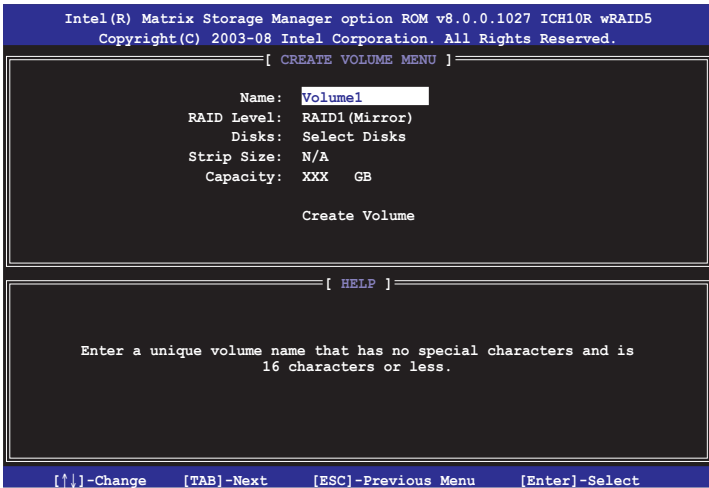 Intel(R) Matrix Storage Manager option ROM v8.0.0.1027 ICH10R wRAID5
Copyright(C) 2003-08 Intel Corporation. All Rights Reserved.
[ CREATE VOLUME MENU ]
Name: Volume1
RAID Level: RAID1(Mirror)
Disks: Select Disks
Strip Size: N/A
Capacity: XXX GB
Create Volume
[ HELP ]
Enter a unique volume name that has no special characters and is
16 characters or less.
[↑↓]-Change [TAB]-Next [ESC]-Previous Menu [Enter]-Select